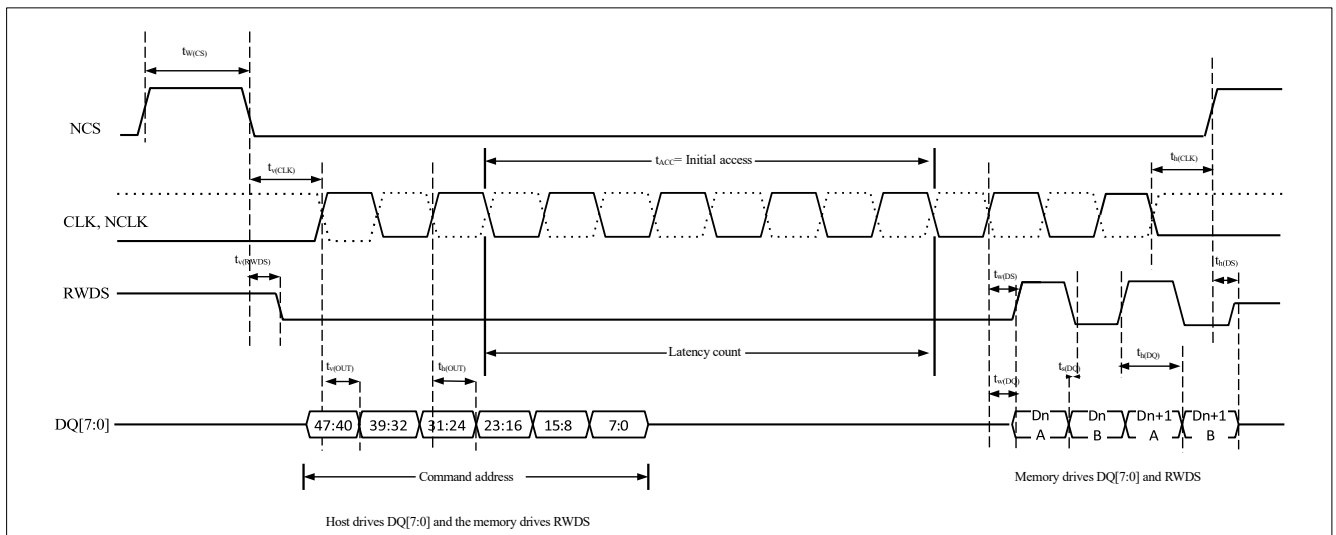 tW(CS)
NCS
tACC= Initial access
tv(CLK)
th(CLK)
CLK, NCLK
tv(RWDS)
tw(DS)
th(DS)
RWDS
Latency count
tv(OUT)
th(OUT)
tw(DQ)
ts(DQ)
th(DQ)
DQ[7:0]
47:40 39:32 31:24 23:16 15:8 7:0
Dn A
Dn B
Dn+1 A
Dn+1 B
Command address
Memory drives DQ[7:0] and RWDS
Host drives DQ[7:0] and the memory drives RWDS